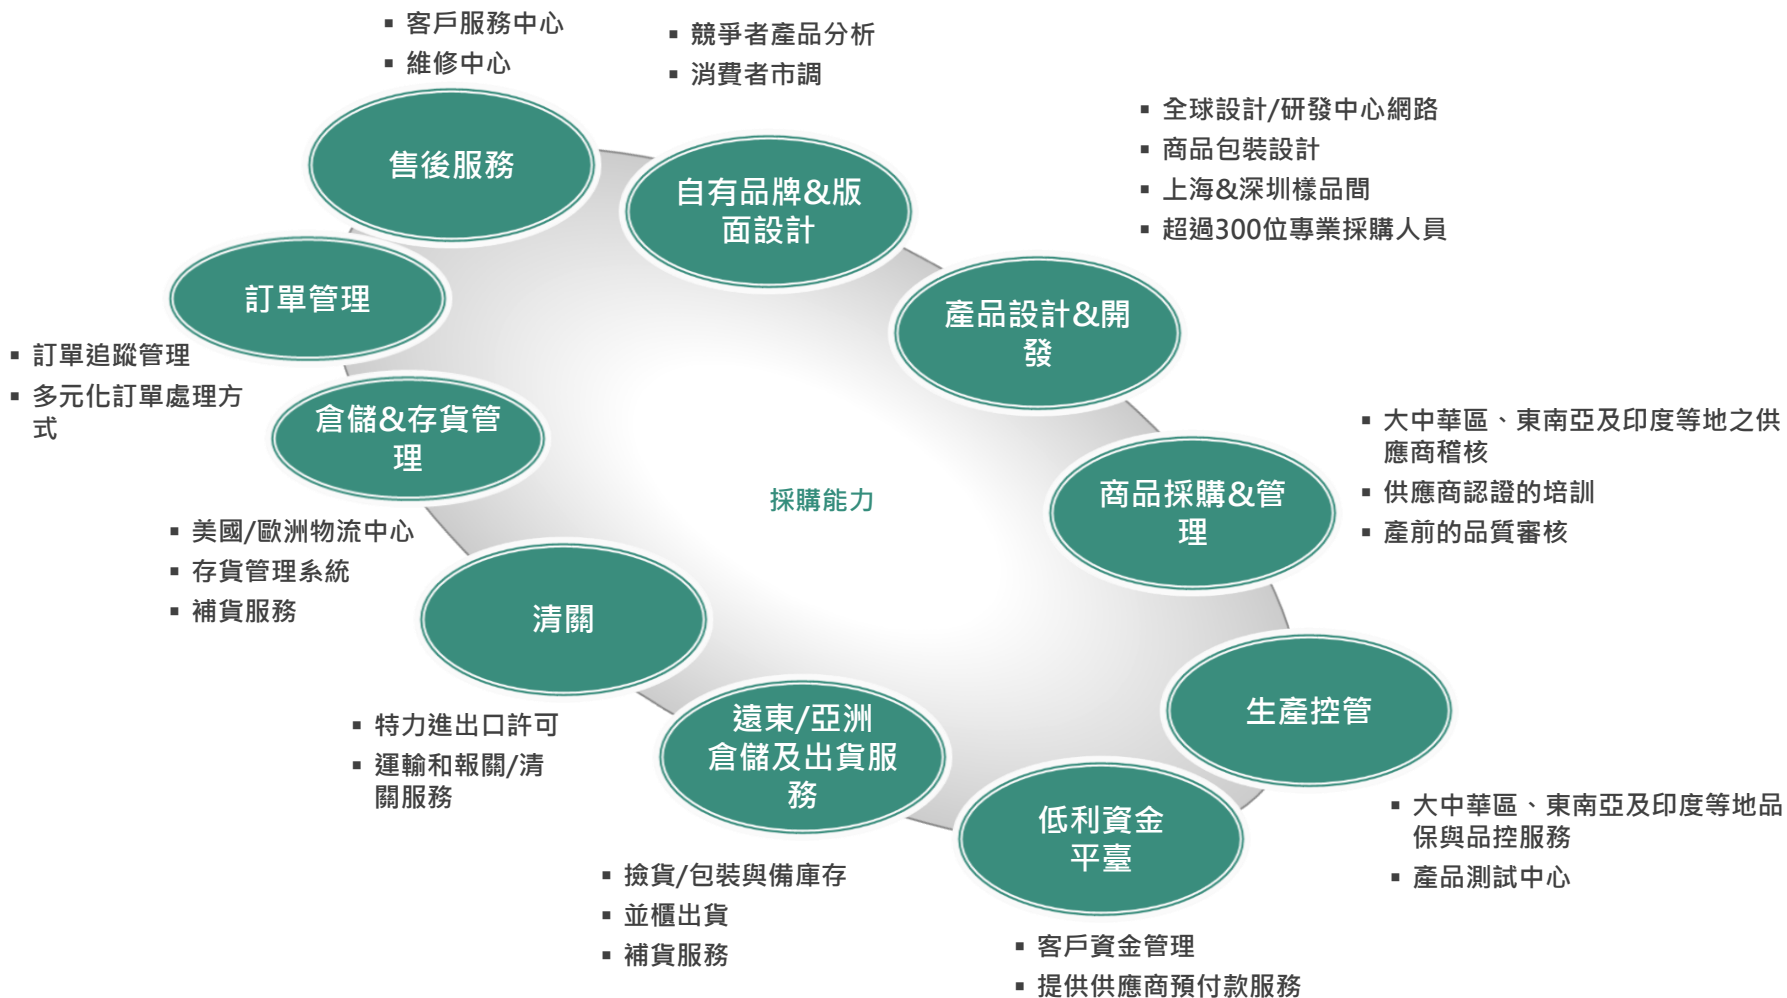 客戶服務中心
維修中心
競爭者產品分析
消費者市調
全球設計/研發中心網路
商品包裝設計
上海&深圳樣品間
超過300位專業採購人員
售後服務
自有品牌&版
面設計
訂單管理
產品設計&開
發
訂單追蹤管理
多元化訂單處理方
式
倉儲&存貨管
理
採購能力
商品採購&管
理
大中華區、東南亞及印度等地之供
應商稽核
供應商認證的培訓
產前的品質審核
美國/歐洲物流中心
存貨管理系統
補貨服務
清關
生產控管
特力進出口許可
運輸和報關/清
關服務
遠東/亞洲
倉儲及出貨服
務
低利資金
平臺
大中華區、東南亞及印度等地品
保與品控服務
產品測試中心
撿貨/包裝與備庫存
並櫃出貨
補貨服務
客戶資金管理
提供供應商預付款服務